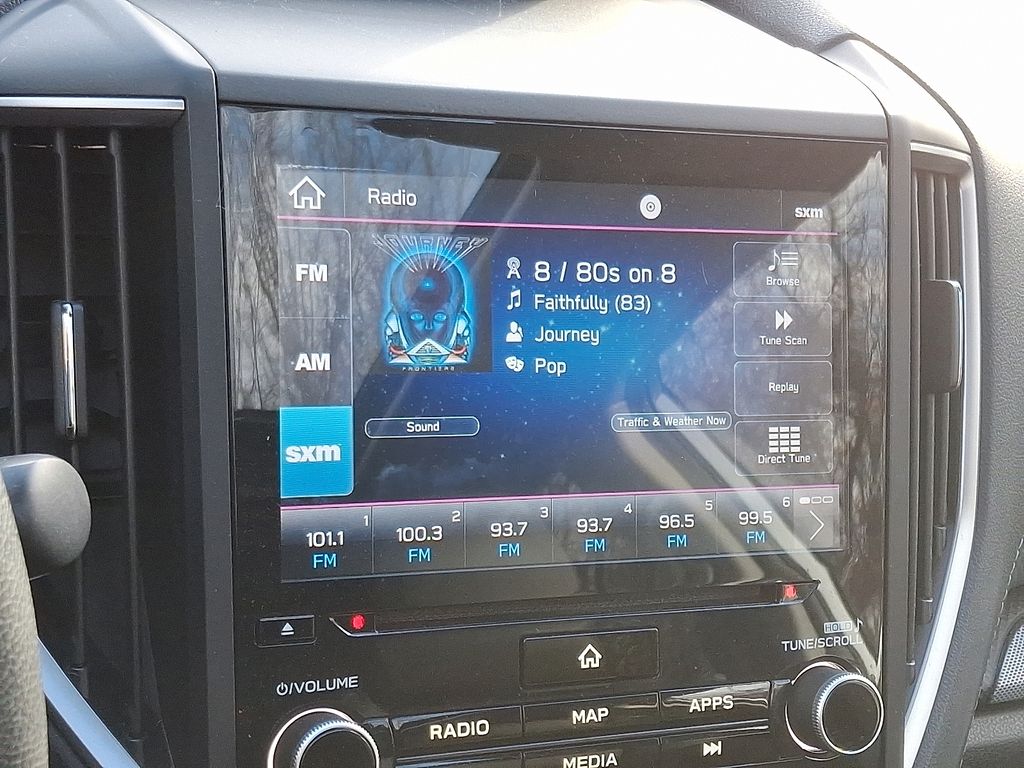 Radio
sxm
FM
AM
sxm
JOURNEY
FRONTIERS
8 / 80s on 8
Faithfully (83)
Journey
Pop
Browse
Tune Scan
Replay
Direct Tune
Sound
Traffic & Weather Now
1
101.1
FM
2
100.3
FM
3
93.7
FM
4
93.7
FM
5
96.5
FM
6
99.5
FM
HOLD
TUNE/SCROLL
/VOLUME
RADIO
MAP
APPS
MEDIA